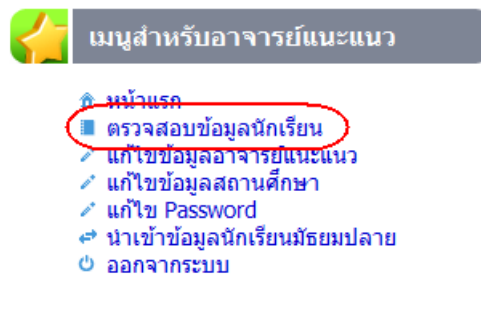 เมนูสำหรับอาจารย์แนะแนว
หน้าแรก
ตรวจสอบข้อมูลนักเรียน
แก้ไขข้อมูลอาจารย์แนะแนว
แก้ไขข้อมูลสถานศึกษา
แก้ไข Password
นำเข้าข้อมูลนักเรียนมัธยมปลาย
ออกจากระบบ